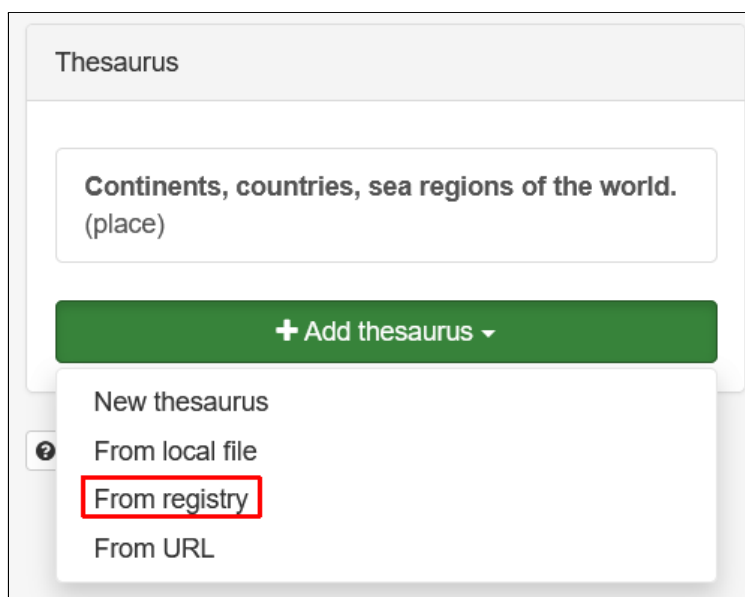 Thesaurus
Continents, countries, sea regions of the world.
(place)
Add thesaurus
New thesaurus
From local file
From registry
From URL